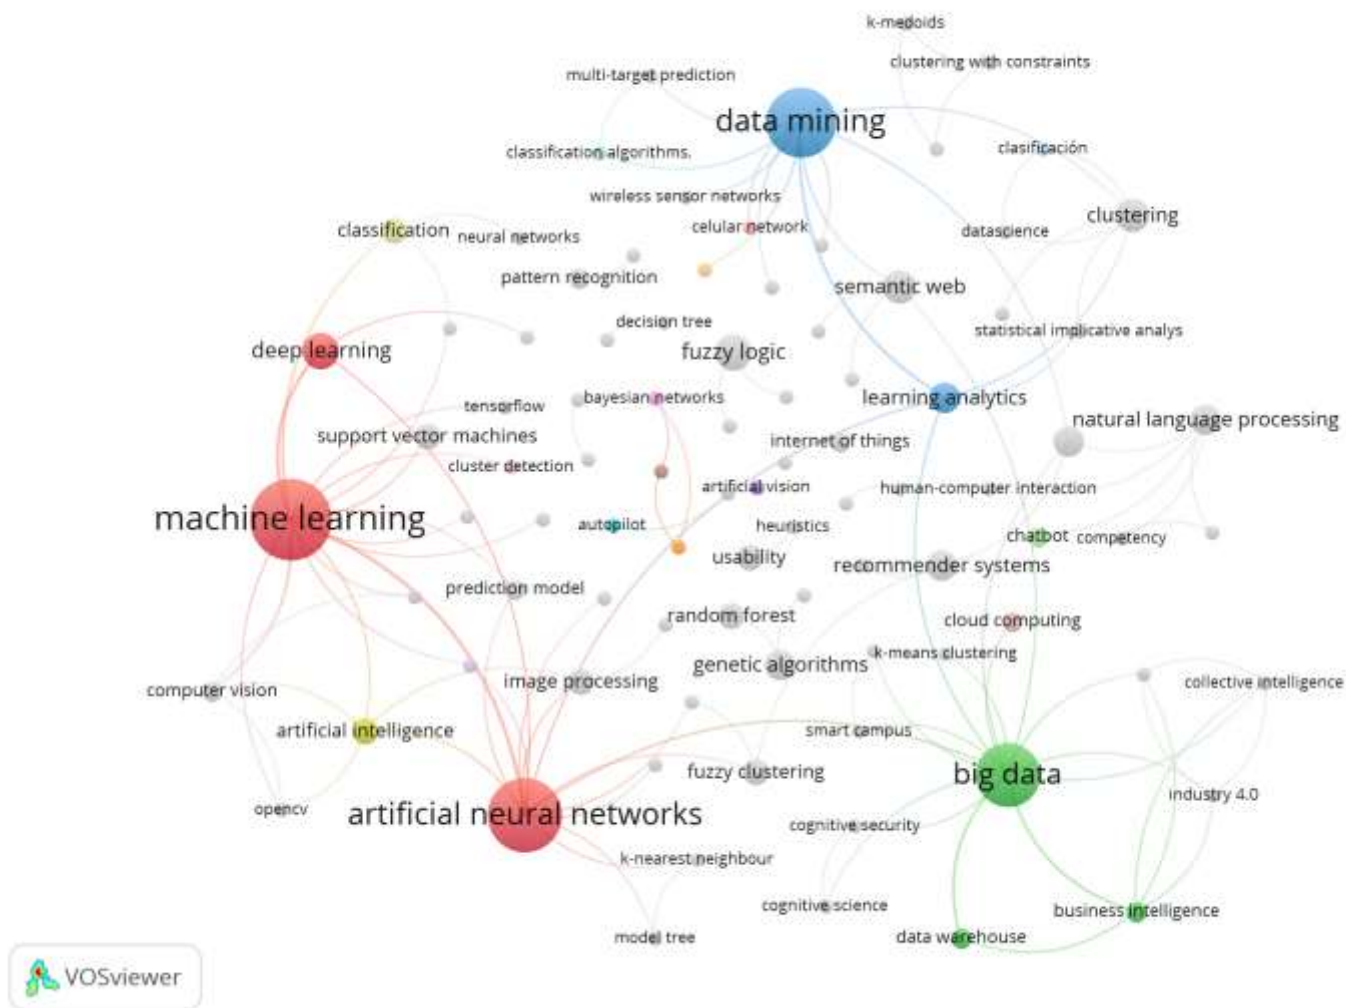 k-medoids
clustering with constraints
multi-target prediction
data mining
classification algorithms.
clasificación
wireless sensor networks
clustering
celular network
classification
neural networks
datascience
pattern recognition
semantic web
decision tree
statistical implicative analys
deep learning
fuzzy logic
bayesian networks
learning analytics
tensorflow
natural language processing
support vector machines
internet of things
cluster detection
artificial vision
human-computer interaction
machine learning
autopilot
heuristics
chatbot
competency
usability
recommender systems
prediction model
random forest
cloud computing
k-means clustering
genetic algorithms
image processing
collective intelligence
computer vision
artificial intelligence
smart campus
fuzzy clustering
big data
industry 4.0
opencv
artificial neural networks
cognitive security
k-nearest neighbour
cognitive science
business intelligence
model tree
data warehouse
VOSviewer